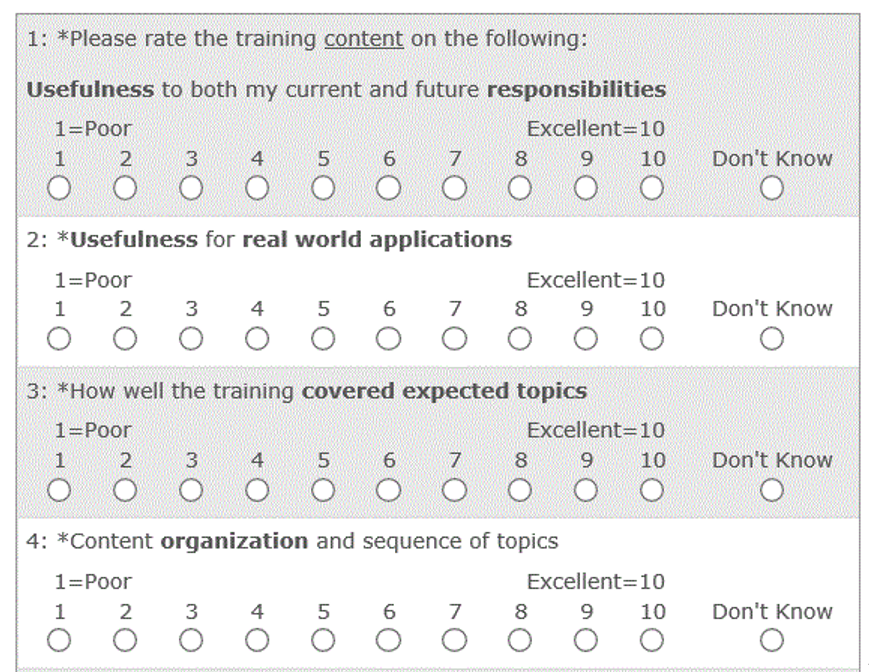 1: *Please rate the training content on the following:
Usefulness to both my current and future responsibilities
1=Poor Excellent=10
1 2 3 4 5 6 7 8 9 10 Don't Know
2: *Usefulness for real world applications
1=Poor Excellent=10
1 2 3 4 5 6 7 8 9 10 Don't Know
3: *How well the training covered expected topics
1=Poor Excellent=10
1 2 3 4 5 6 7 8 9 10 Don't Know
4: *Content organization and sequence of topics
1=Poor Excellent=10
1 2 3 4 5 6 7 8 9 10 Don't Know